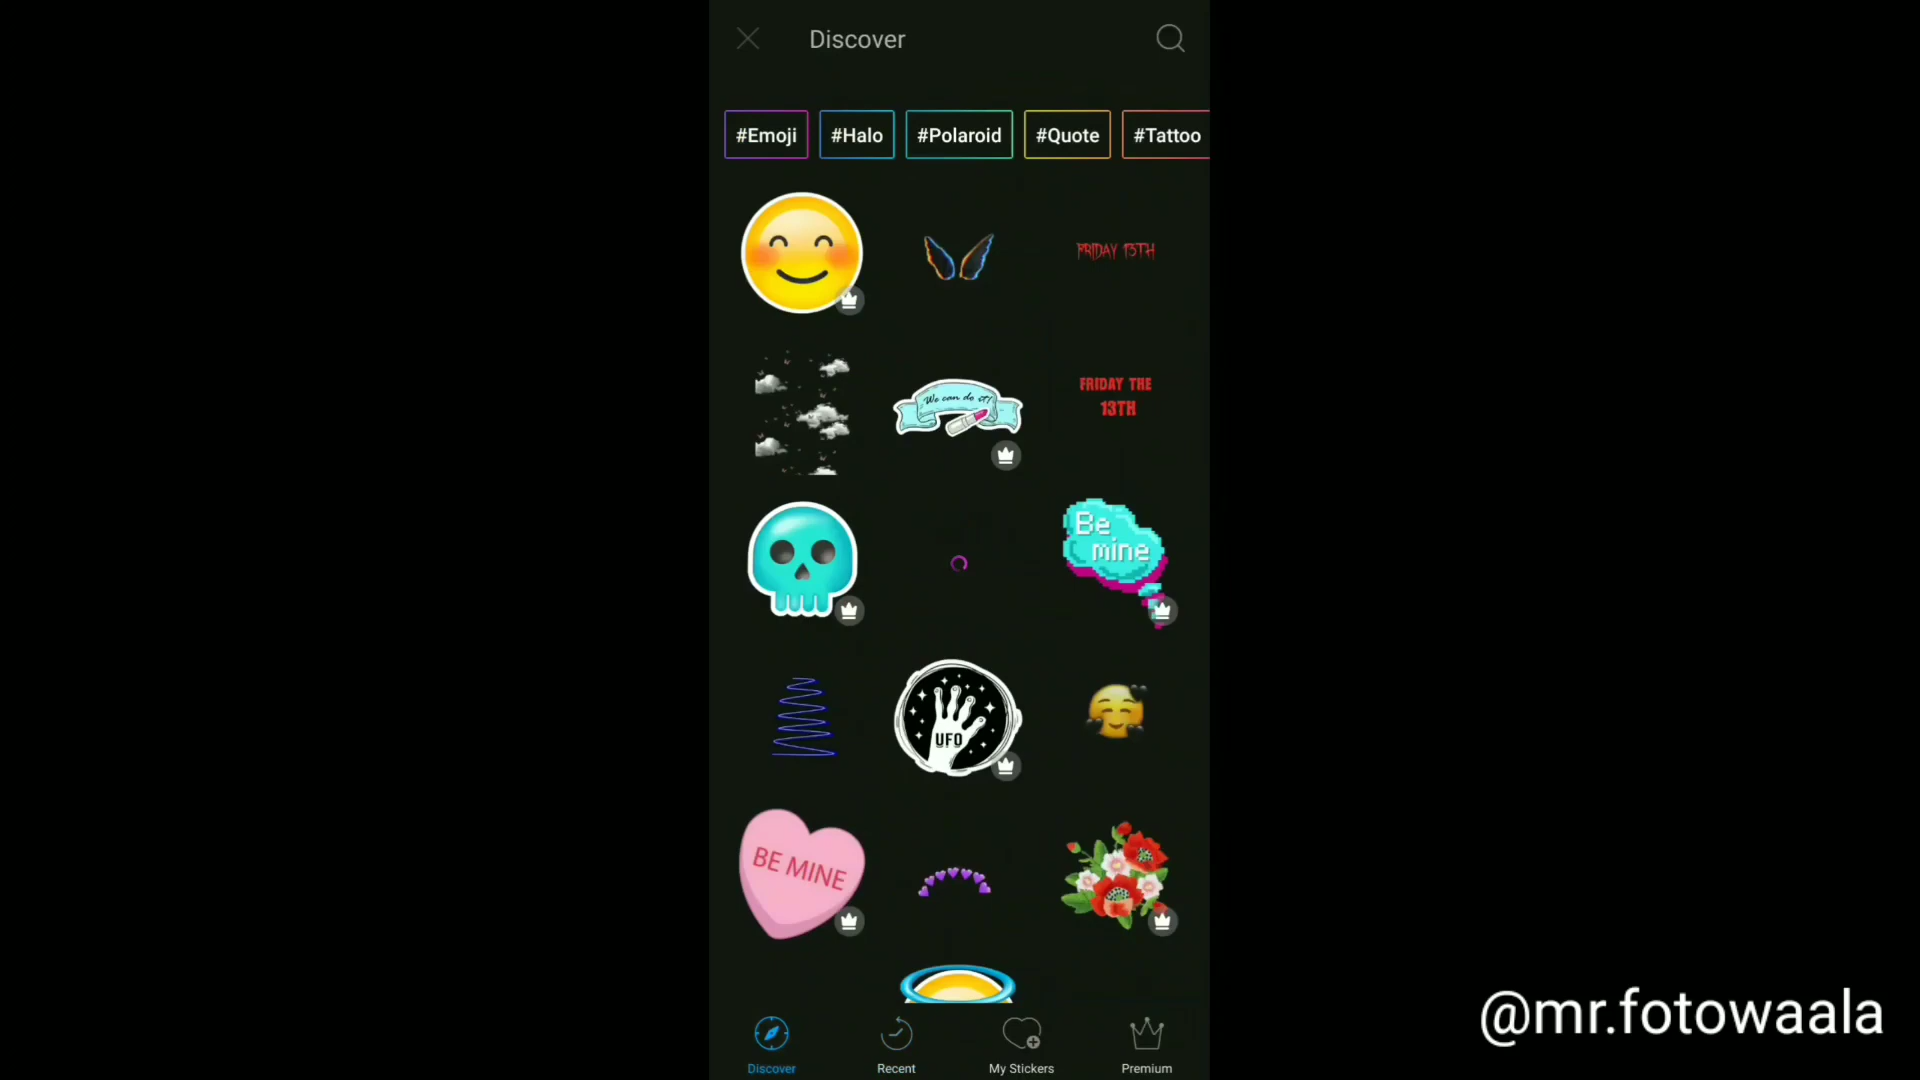 Discover
#Emoji
#Halo
#Polaroid
#Quote
#Tattoo
FRIDAY 13TH
We can do it!
FRIDAY THE
13TH
Be
mine
UFO
BE MINE
@mr.fotowaala
Discover
Recent
My Stickers
Premium